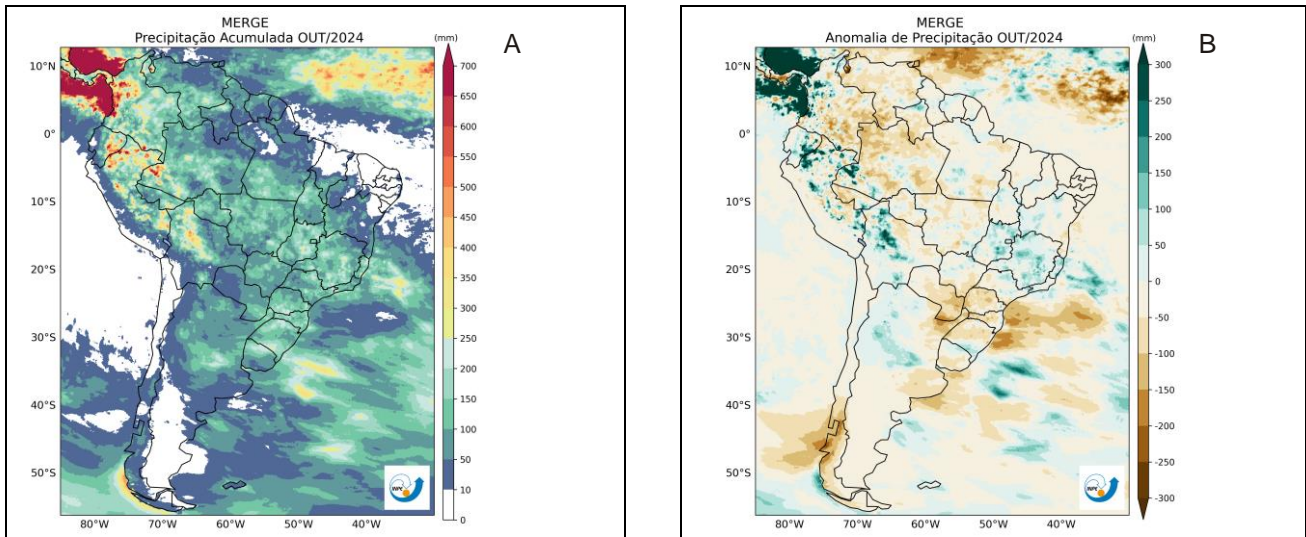 MERGE
Precipitação Acumulada OUT/2024
(mm)
A
10°N
0°
10°S
20°S
30°S
40°S
50°S
80°W 70°W 60°W 50°W 40°W
700
650
600
550
500
450
400
350
300
250
200
150
100
50
10
0
INPE
MERGE
Anomalia de Precipitação OUT/2024
(mm)
B
10°N
0°
10°S
20°S
30°S
40°S
50°S
80°W 70°W 60°W 50°W 40°W
300
250
200
150
100
50
0
-50
-100
-150
-200
-250
-300
INPE